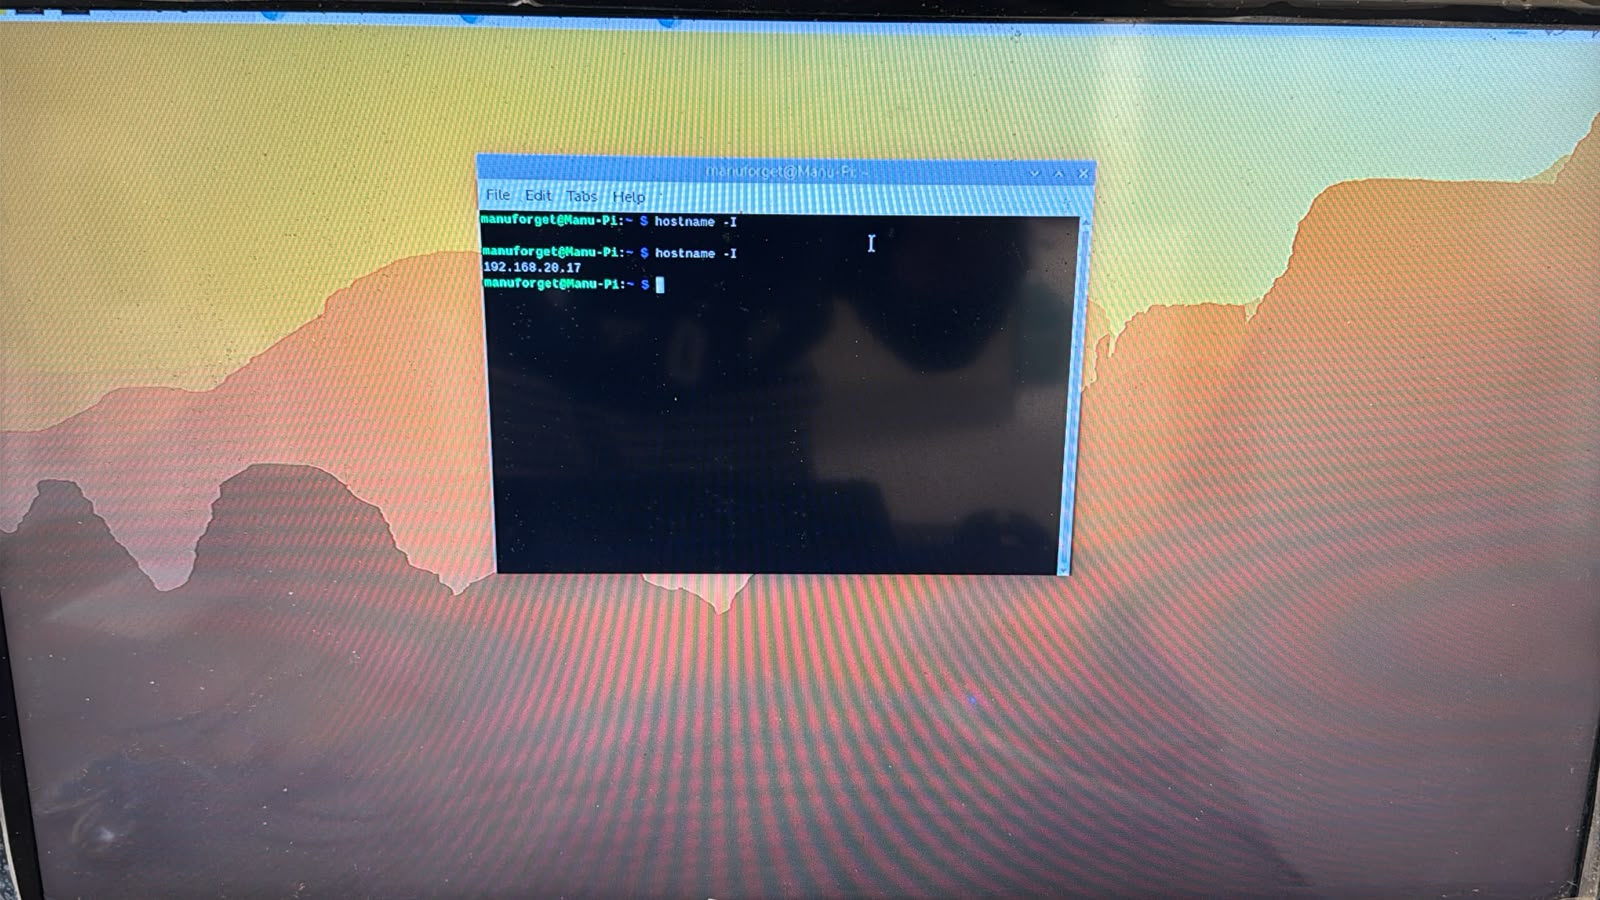 manuforget@Manu-Pi: ~
File Edit Tabs Help
manuforget@Manu-Pi:~ $ hostname -I
manuforget@Manu-Pi:~ $ hostname -I
192.168.20.17
manuforget@Manu-Pi:~ $